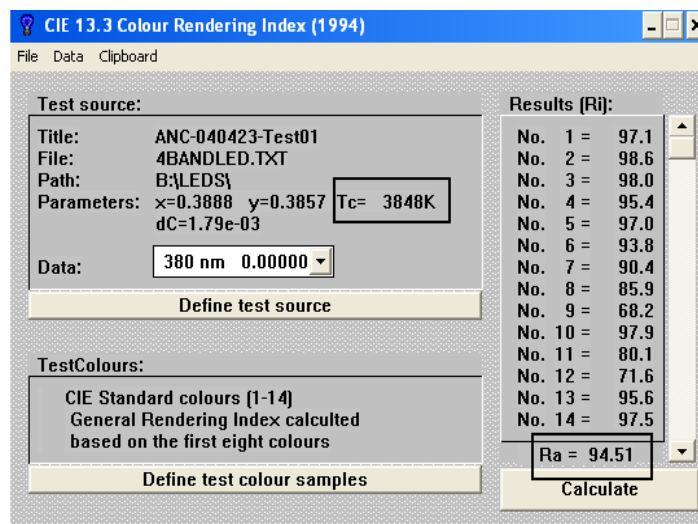 CIE 13.3 Colour Rendering Index (1994)
File Data Clipboard
Test source:
Title: ANC-040423-Test01
File: 4BANDLED.TXT
Path: B:\LEDS\
Parameters: x=0.3888 y=0.3857 Tc= 3848K
dC=1.79e-03
Data: 380 nm 0.00000
Define test source
TestColours:
CIE Standard colours (1-14)
General Rendering Index calculted
based on the first eight colours
Define test colour samples
Results (Ri):
No. 1 = 97.1
No. 2 = 98.6
No. 3 = 98.0
No. 4 = 95.4
No. 5 = 97.0
No. 6 = 93.8
No. 7 = 90.4
No. 8 = 85.9
No. 9 = 68.2
No. 10 = 97.9
No. 11 = 80.1
No. 12 = 71.6
No. 13 = 95.6
No. 14 = 97.5
Ra = 94.51
Calculate